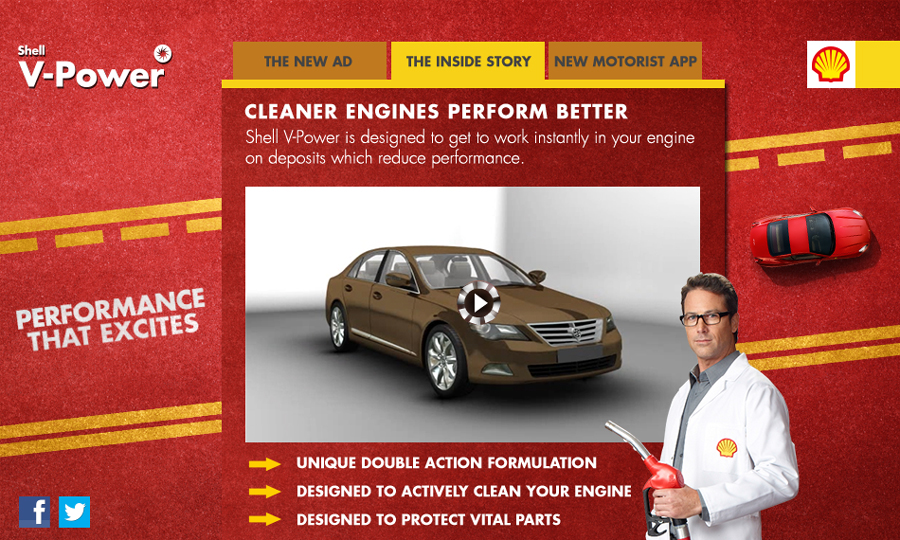 Shell
V-Power
THE NEW AD
THE INSIDE STORY
NEW MOTORIST APP
CLEANER ENGINES PERFORM BETTER
Shell V-Power is designed to get to work instantly in your engine
on deposits which reduce performance.
PERFORMANCE
THAT EXCITES
UNIQUE DOUBLE ACTION FORMULATION
DESIGNED TO ACTIVELY CLEAN YOUR ENGINE
DESIGNED TO PROTECT VITAL PARTS